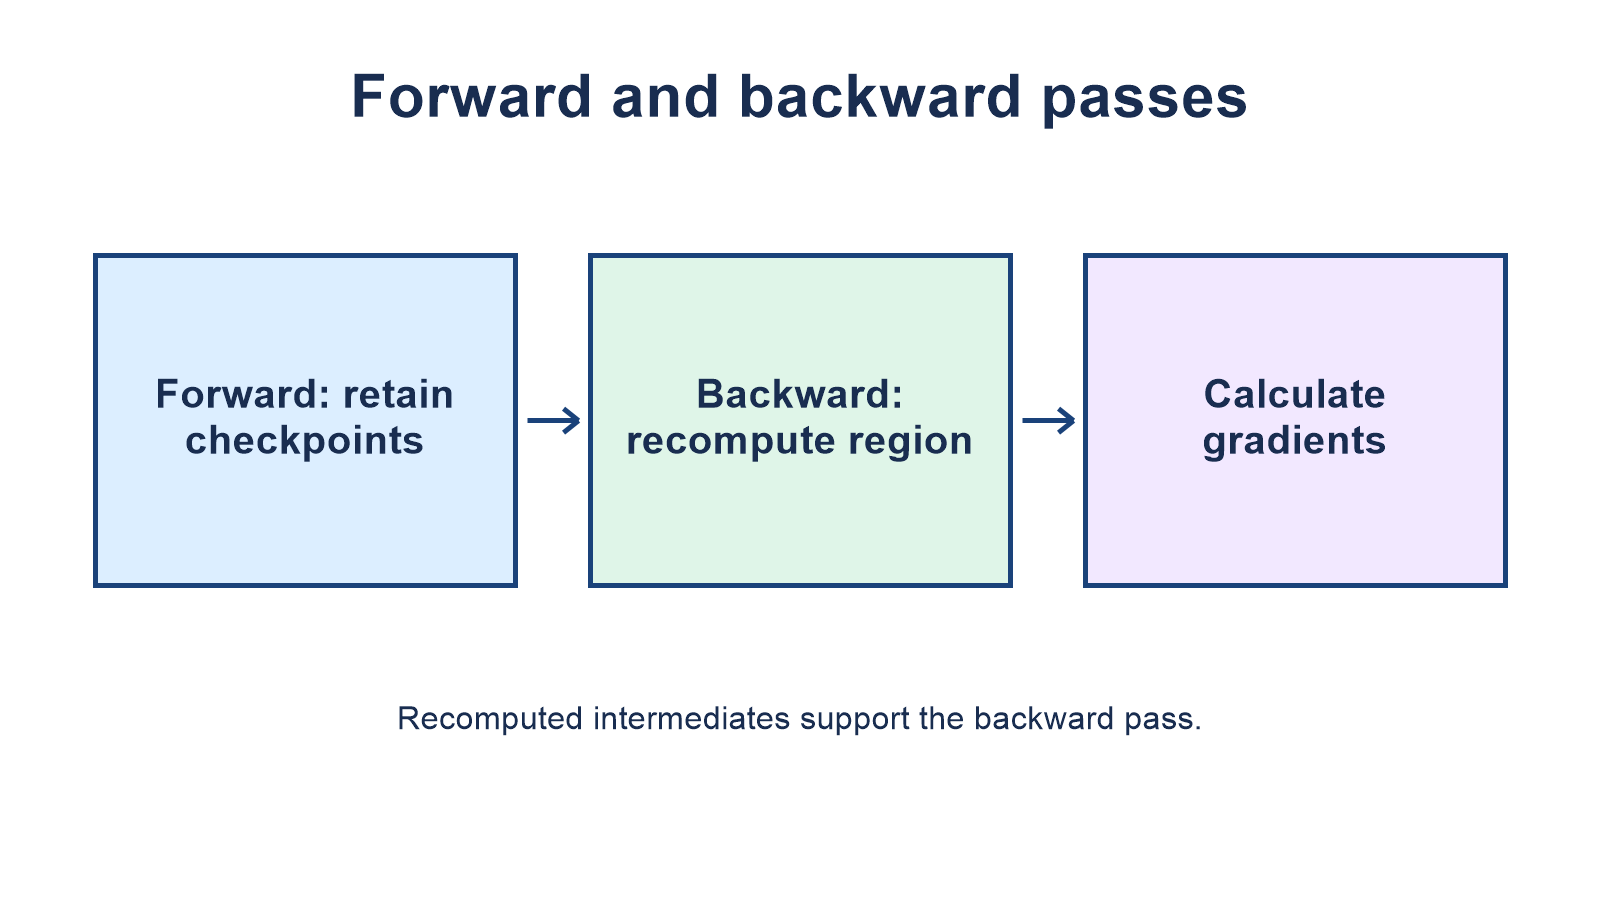 Forward and backward passes
Forward: retain
checkpoints
Backward:
recompute region
Calculate
gradients
Recomputed intermediates support the backward pass.